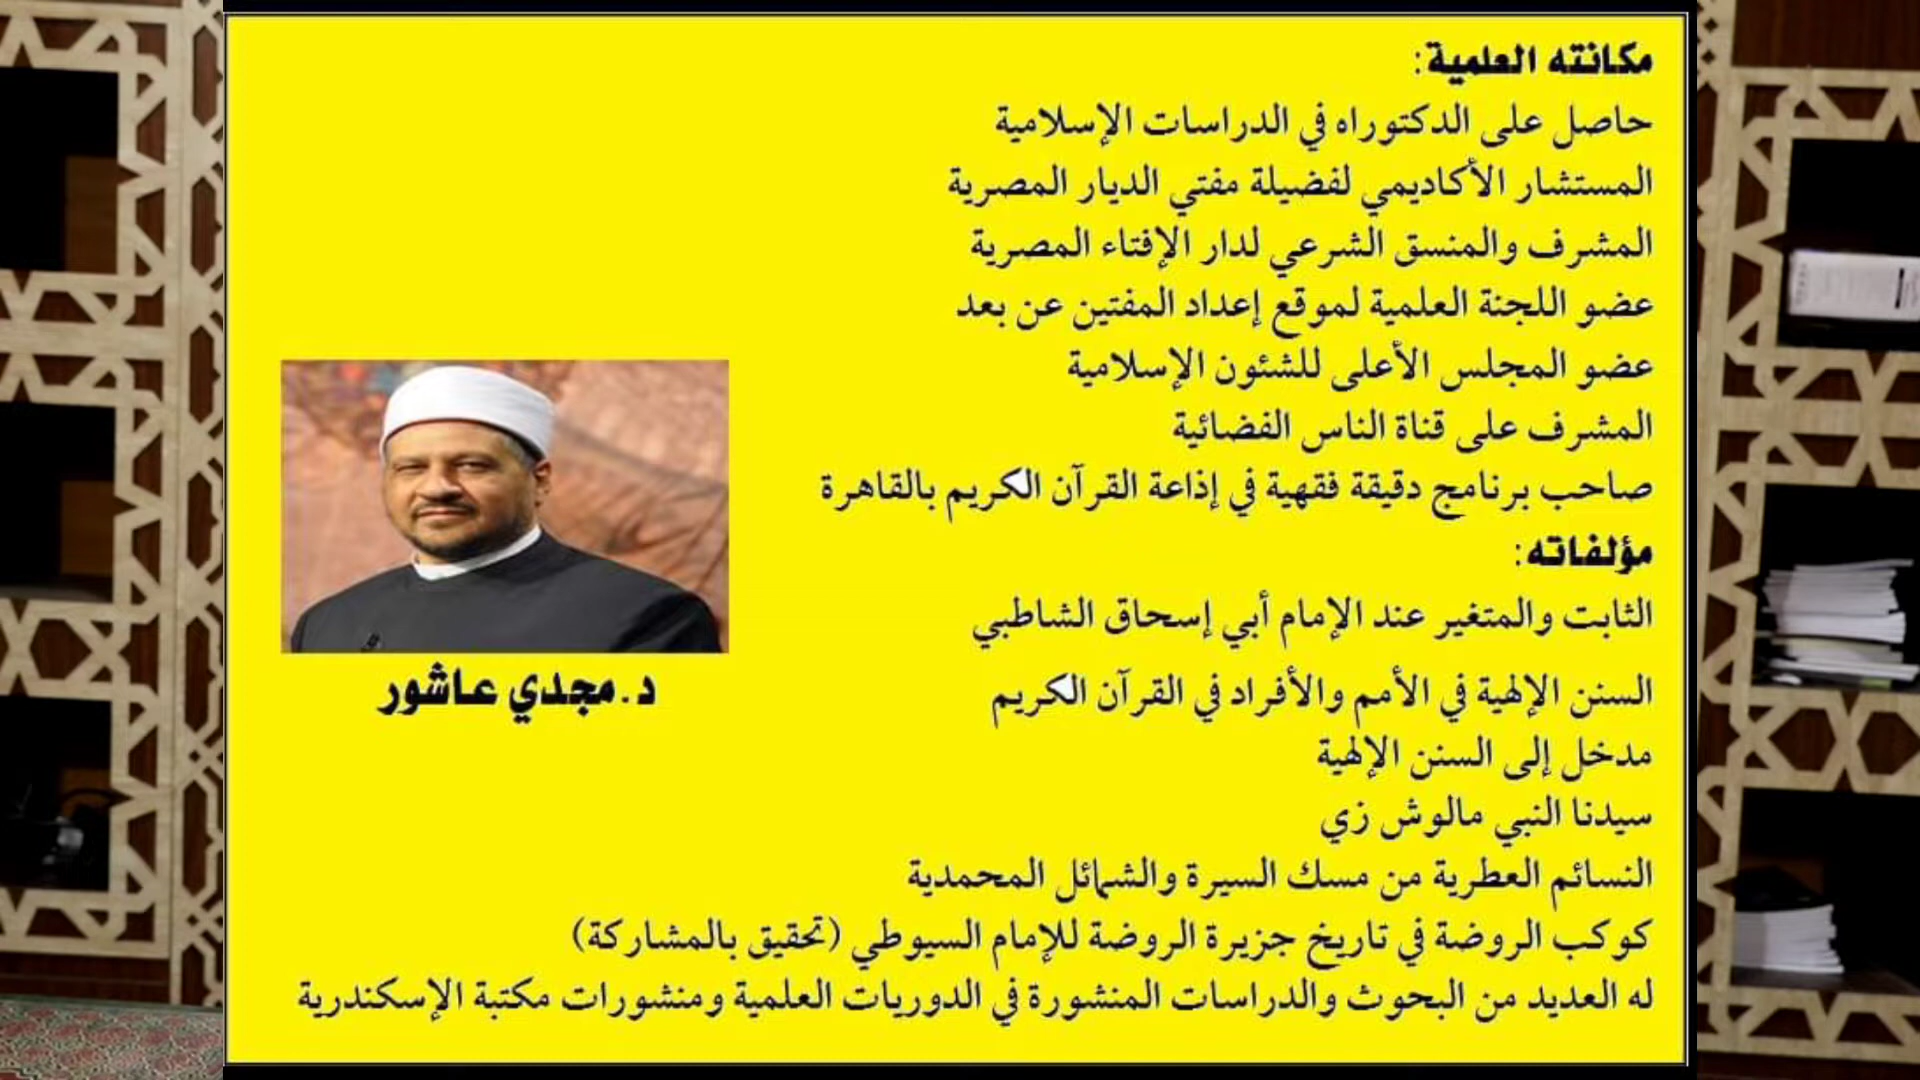 مكانته العلمية:
حاصل على الدكتوراه في الدراسات الإسلامية
المستشار الأكاديمي لفضيلة مفتي الديار المصرية
المشرف والمنسق الشرعي لدار الإفتاء المصرية
عضو اللجنة العلمية لموقع إعداد المفتين عن بعد
عضو المجلس الأعلى للشئون الإسلامية
المشرف على قناة الناس الفضائية
صاحب برنامج دقيقة فقهية في إذاعة القرآن الكريم بالقاهرة
مؤلفاته:
الثابت والمتغير عند الإمام أبي إسحاق الشاطبي
السنن الإلهية في الأمم والأفراد في القرآن الكريم
مدخل إلى السنن الإلهية
سيدنا النبي مالوش زي
النسائم العطرية من مسك السيرة والشمائل المحمدية
كوكب الروضة في تاريخ جزيرة الروضة للإمام السيوطي (تحقيق بالمشاركة)
له العديد من البحوث والدراسات المنشورة في الدوريات العلمية ومنشورات مكتبة الإسكندرية
د.مجدي عاشور